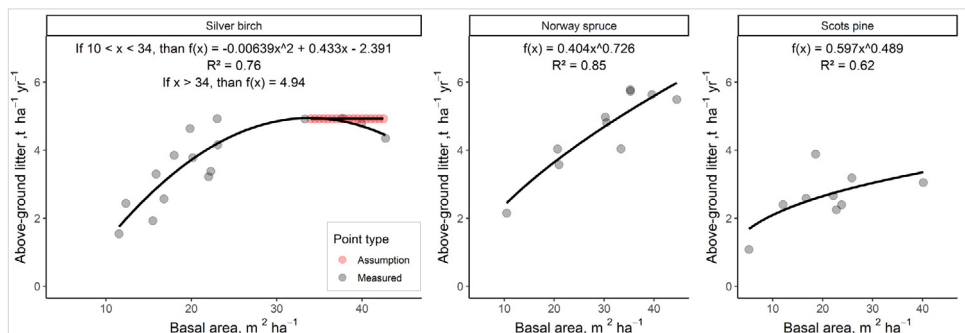 Silver birch
If 10 < x < 34, than f(x) = -0.00639x^2 + 0.433x - 2.391
R² = 0.76
If x > 34, than f(x) = 4.94
Above-ground litter ,t ha⁻¹ yr⁻¹
6
4
2
0
Point type
Assumption
Measured
10
20
30
40
Basal area, m² ha⁻¹
Norway spruce
f(x) = 0.404x^0.726
R² = 0.85
Above-ground litter ,t ha⁻¹ yr⁻¹
6
4
2
0
10
20
30
40
Basal area, m² ha⁻¹
Scots pine
f(x) = 0.597x^0.489
R² = 0.62
Above-ground litter ,t ha⁻¹ yr⁻¹
6
4
2
0
10
20
30
40
Basal area, m² ha⁻¹